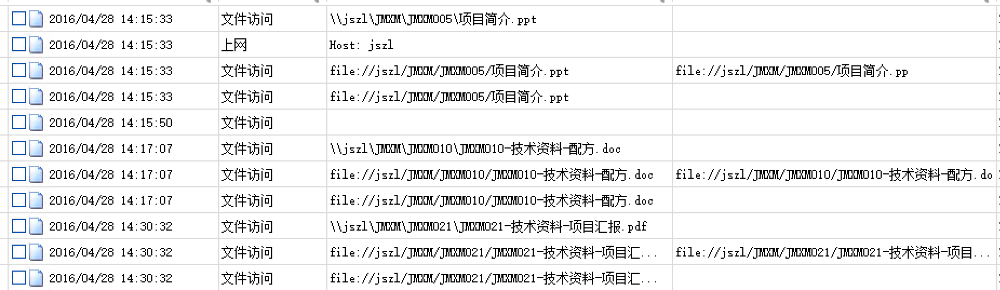 2016/04/28 14:15:33 文件访问 \\jszl\JMXM\JMXM005\项目简介.ppt
2016/04/28 14:15:33 上网 Host: jszl
2016/04/28 14:15:33 文件访问 file://jszl/JMXM/JMXM005/项目简介.ppt file://jszl/JMXM/JMXM005/项目简介.pp
2016/04/28 14:15:33 文件访问 file://jszl/JMXM/JMXM005/项目简介.ppt
2016/04/28 14:15:50 文件访问
2016/04/28 14:17:07 文件访问 \\jszl\JMXM\JMXM010\JMXM010-技术资料-配方.doc
2016/04/28 14:17:07 文件访问 file://jszl/JMXM/JMXM010/JMXM010-技术资料-配方.doc file://jszl/JMXM/JMXM010/JMXM010-技术资料-配方.do
2016/04/28 14:17:07 文件访问 file://jszl/JMXM/JMXM010/JMXM010-技术资料-配方.doc
2016/04/28 14:30:32 文件访问 \\jszl\JMXM\JMXM021\JMXM021-技术资料-项目汇报.pdf
2016/04/28 14:30:32 文件访问 file://jszl/JMXM/JMXM021/JMXM021-技术资料-项目汇... file://jszl/JMXM/JMXM021/JMXM021-技术资料-项目...
2016/04/28 14:30:32 文件访问 file://jszl/JMXM/JMXM021/JMXM021-技术资料-项目汇...